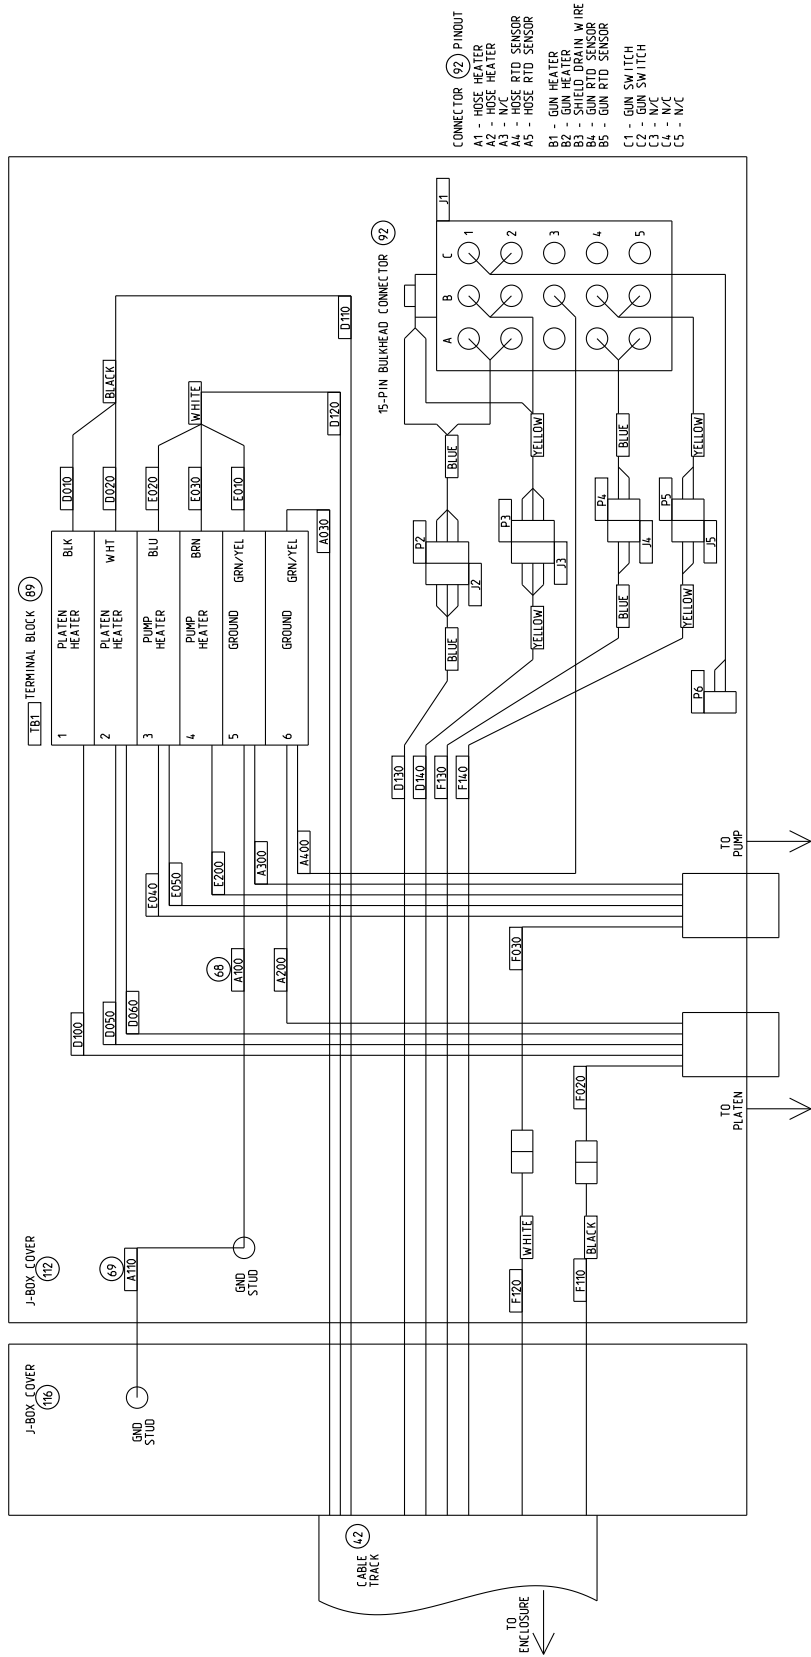 J-BOX COVER
116
GND
STUD
CABLE
TRACK
42
TO
ENCLOSURE
J-BOX COVER
112
69
A110
GND
STUD
D100
D050
D060
68
A100
A200
E040
E050
E200
A300
A400
TB1
TERMINAL BLOCK
89
1
PLATEN
HEATER
BLK
2
PLATEN
HEATER
WHT
3
PUMP
HEATER
BLU
4
PUMP
HEATER
BRN
5
GROUND
GRN/YEL
6
GROUND
GRN/YEL
D010
D020
E020
E030
E010
A030
BLACK
WHITE
D110
D120
D130
D140
F130
F140
BLUE
YELLOW
BLUE
YELLOW
P2
J2
P3
J3
P4
J4
P5
J5
BLUE
YELLOW
BLUE
YELLOW
P6
15-PIN BULKHEAD CONNECTOR
92
J1
A
B
C
1
2
3
4
5
F120
WHITE
F030
F110
BLACK
F020
TO
PLATEN
TO
PUMP
CONNECTOR 92 PINOUT
A1 - HOSE HEATER
A2 - HOSE HEATER
A3 - N/C
A4 - HOSE RTD SENSOR
A5 - HOSE RTD SENSOR
B1 - GUN HEATER
B2 - GUN HEATER
B3 - SHIELD DRAIN WIRE
B4 - GUN RTD SENSOR
B5 - GUN RTD SENSOR
C1 - GUN SWITCH
C2 - GUN SWITCH
C3 - N/C
C4 - N/C
C5 - N/C